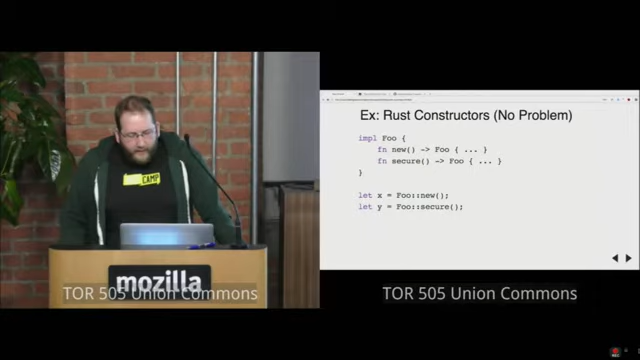 CAMP
mozilla
TOR 505 Union Commons
Ex: Rust Constructors (No Problem)
impl Foo {
fn new() -> Foo { ... }
fn secure() -> Foo { ... }
}
let x = Foo::new();
let y = Foo::secure();
TOR 505 Union Commons